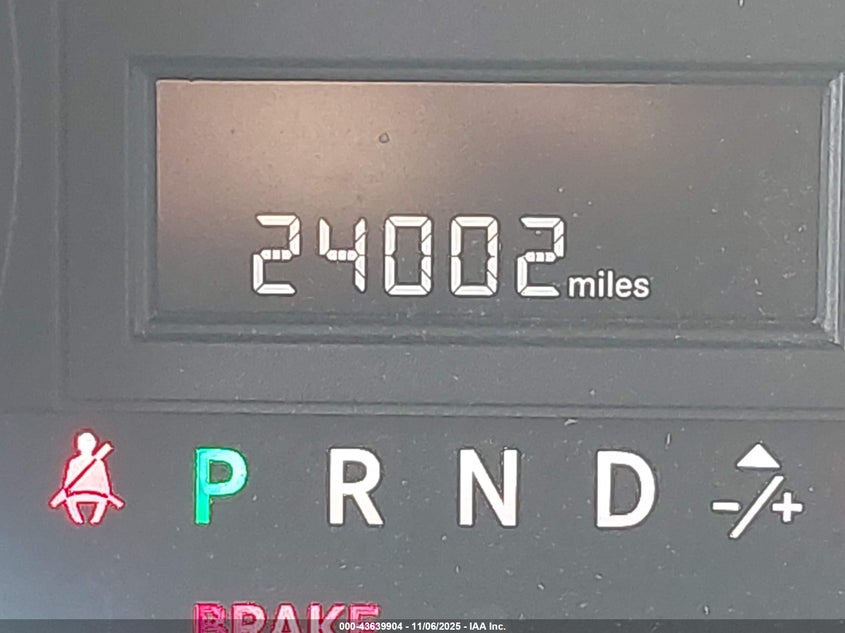 24002 miles
P R N D -/+
BRAKE
000-43639904 - 11/06/2025 - IAA Inc.